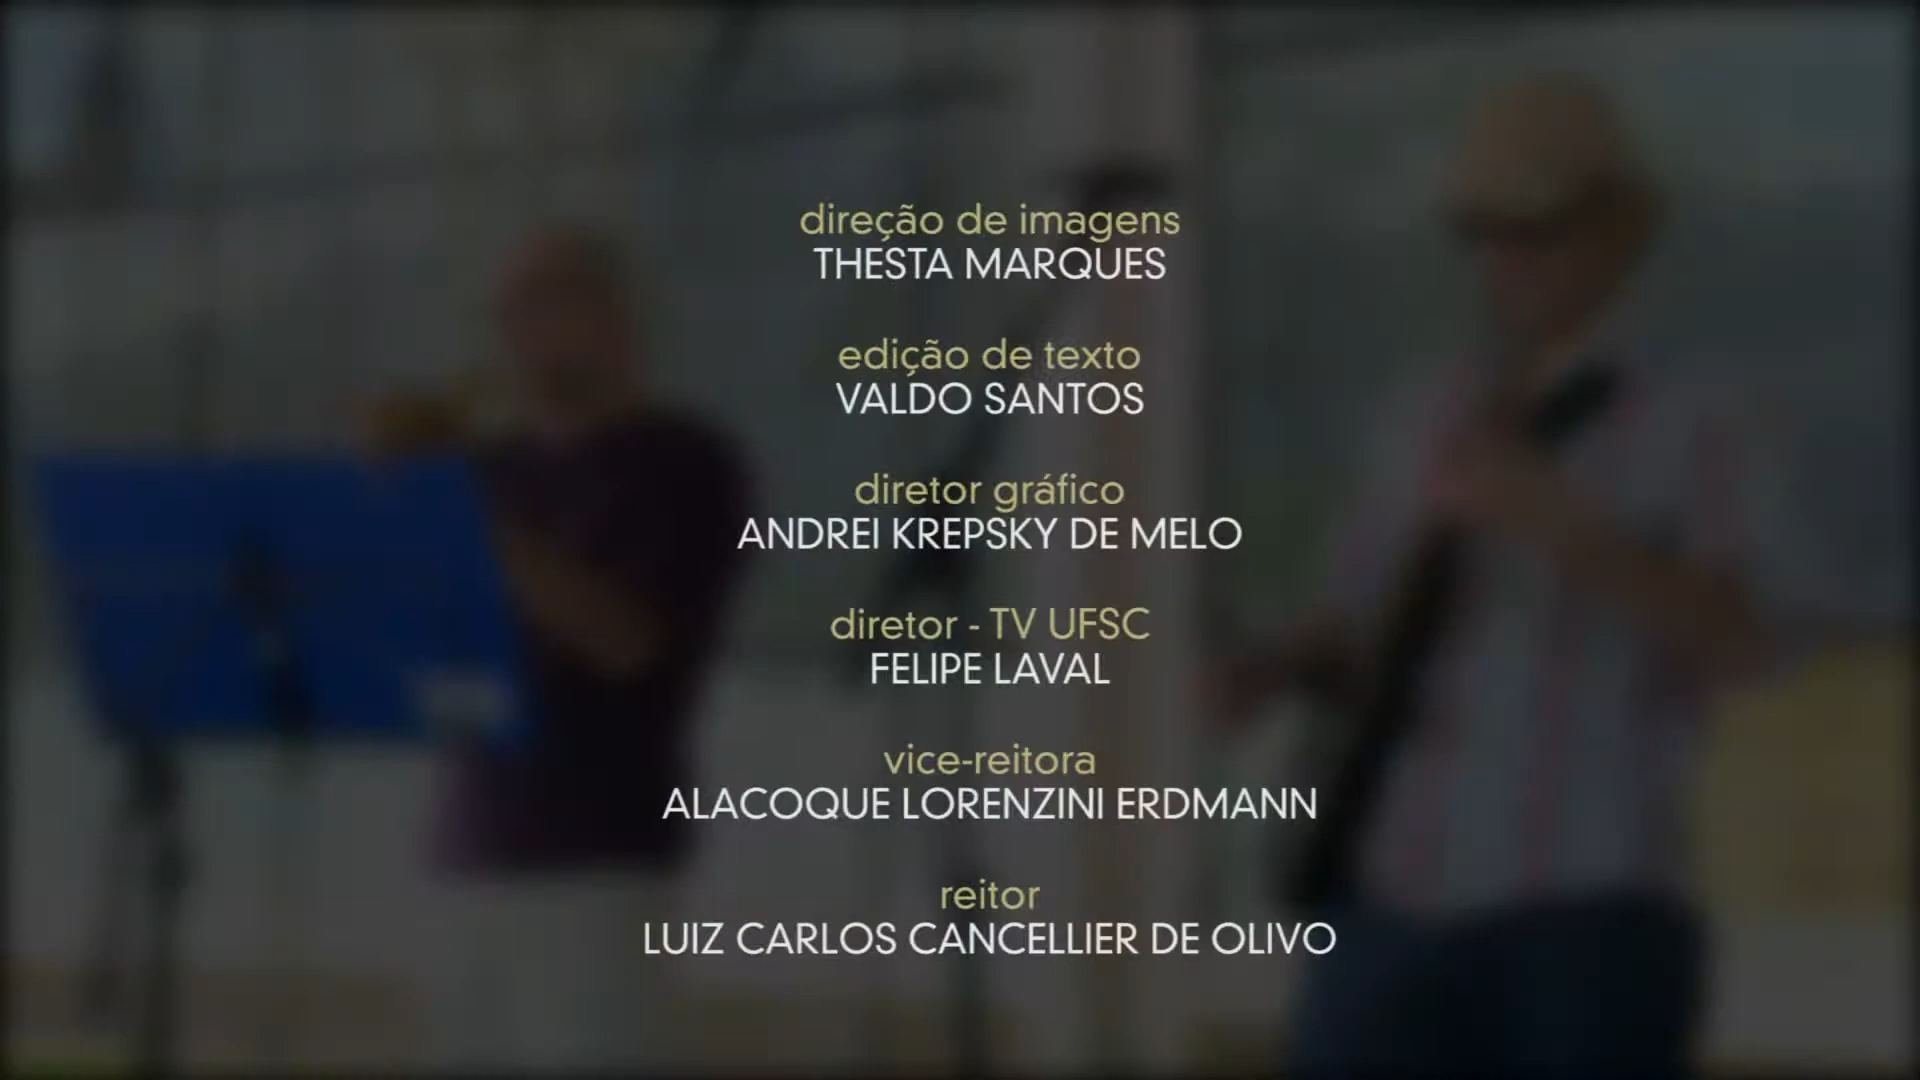 direção de imagens
THESTA MARQUES
edição de texto
VALDO SANTOS
diretor gráfico
ANDREI KREPSKY DE MELO
diretor - TV UFSC
FELIPE LAVAL
vice-reitora
ALACOQUE LORENZINI ERDMANN
reitor
LUIZ CARLOS CANCELLIER DE OLIVO